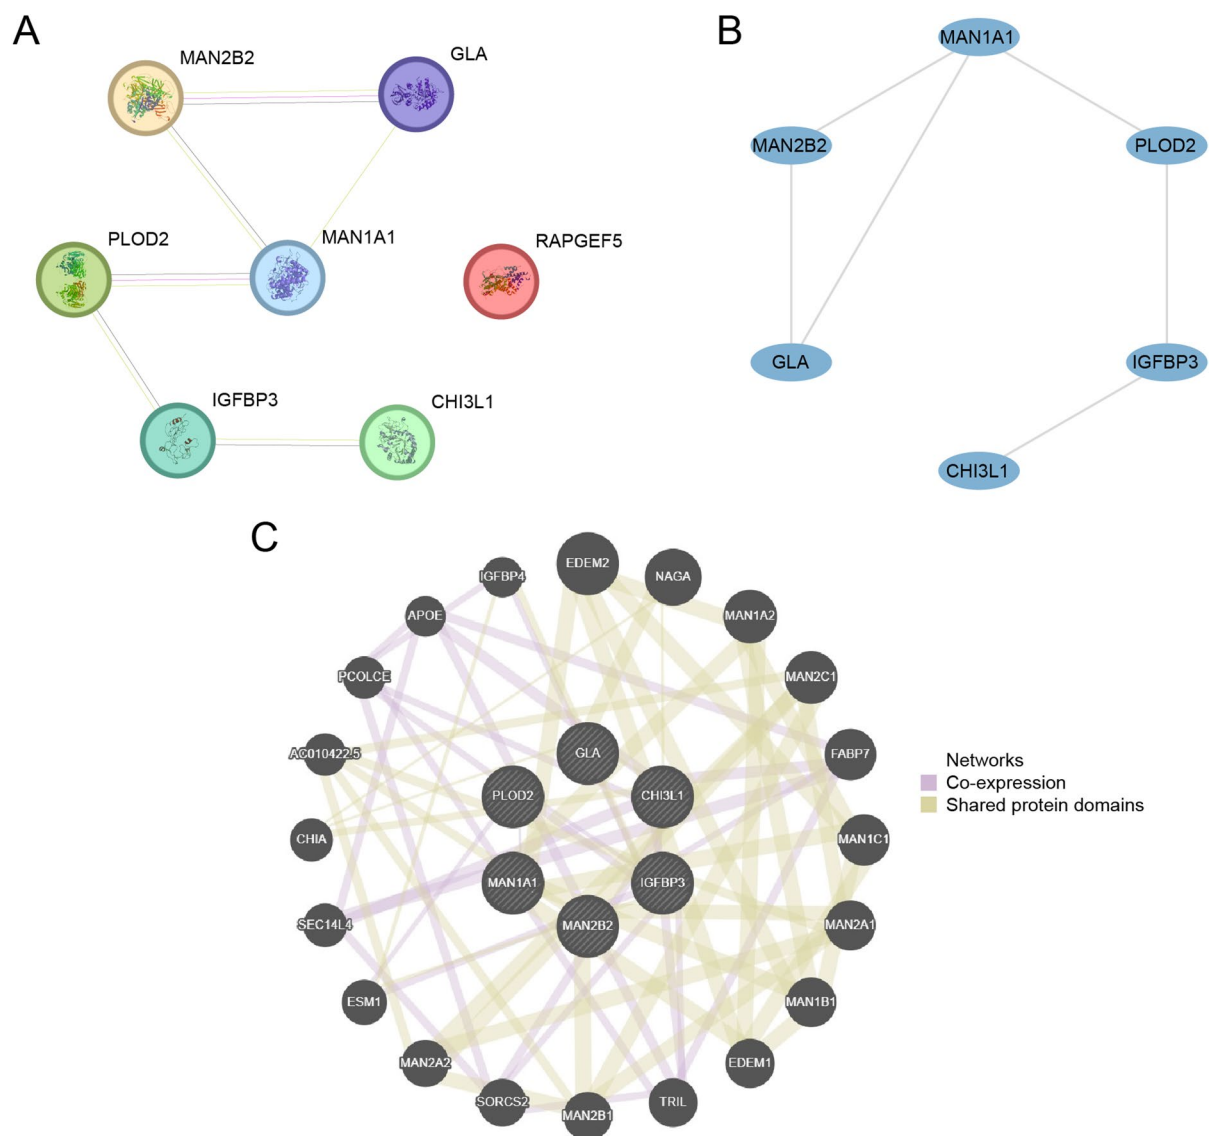 A
MAN2B2
GLA
PLOD2
MAN1A1
RAPGEF5
IGFBP3
CHI3L1
B
MAN1A1
MAN2B2
PLOD2
GLA
IGFBP3
CHI3L1
C
EDEM2
IGFBP4
NAGA
APOE
MAN1A2
PCOLCE
MAN2C1
AC010422.5
GLA
FABP7
PLOD2
CHI3L1
CHIA
MAN1C1
MAN1A1
IGFBP3
SEC14L4
MAN2B2
MAN2A1
ESM1
MAN1B1
MAN2A2
EDEM1
SORCS2
MAN2B1
TRIL
Networks
Co-expression
Shared protein domains